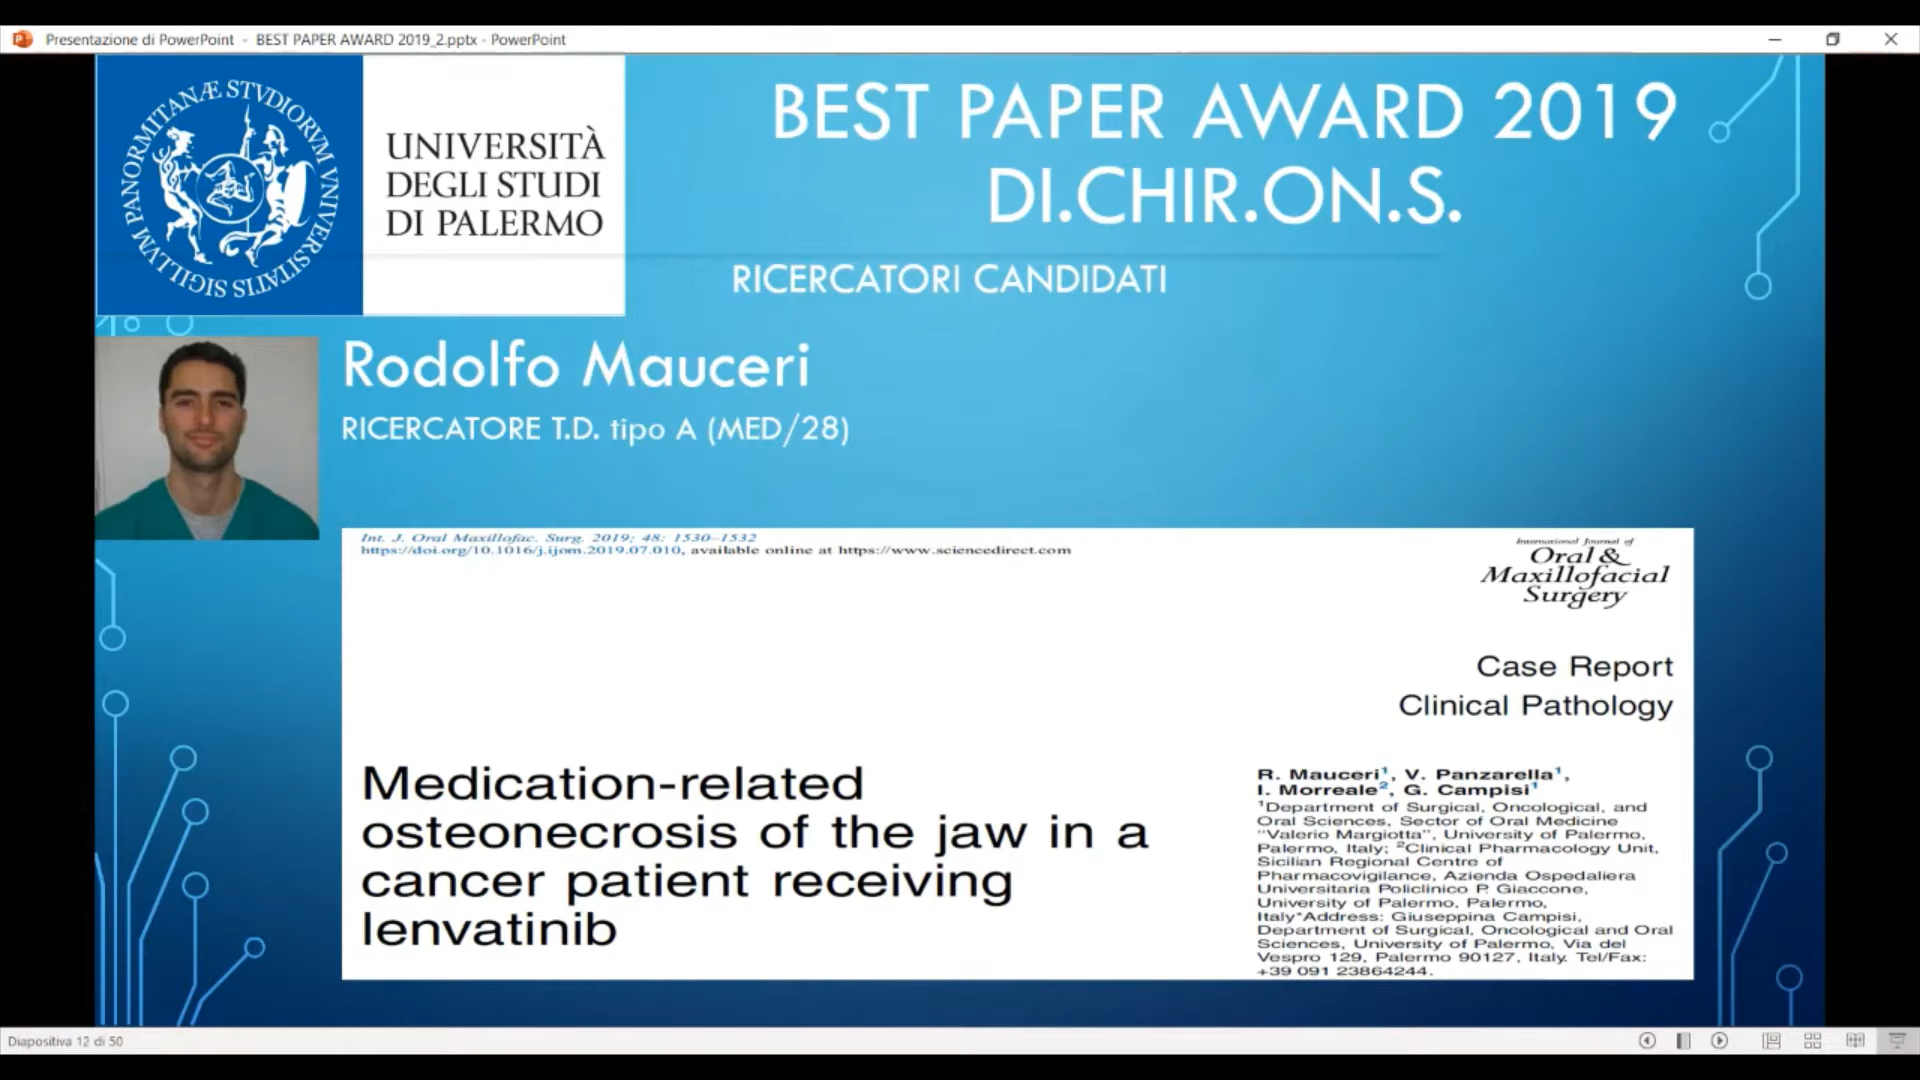 Presentazione di PowerPoint - BEST PAPER AWARD 2019_2.pptx - PowerPoint
SIGILLVM PANORMITANÆ STVDIORVM VNIVERSITATIS
UNIVERSITÀ
DEGLI STUDI
DI PALERMO
BEST PAPER AWARD 2019
DI.CHIR.ON.S.
RICERCATORI CANDIDATI
Rodolfo Mauceri
RICERCATORE T.D. tipo A (MED/28)
Int. J. Oral Maxillofac. Surg. 2019; 48: 1530–1532
https://doi.org/10.1016/j.ijom.2019.07.010, available online at https://www.sciencedirect.com
International Journal of
Oral &
Maxillofacial
Surgery
Case Report
Clinical Pathology
Medication-related
osteonecrosis of the jaw in a
cancer patient receiving
lenvatinib
R. Mauceri¹, V. Panzarella¹,
I. Morreale², G. Campisi¹
¹Department of Surgical, Oncological, and
Oral Sciences, Sector of Oral Medicine
“Valerio Margiotta”, University of Palermo,
Palermo, Italy; ²Clinical Pharmacology Unit,
Sicilian Regional Centre of
Pharmacovigilance, Azienda Ospedaliera
Universitaria Policlinico P. Giaccone,
University of Palermo, Palermo,
Italy*Address: Giuseppina Campisi,
Department of Surgical, Oncological and Oral
Sciences, University of Palermo, Via del
Vespro 129, Palermo 90127, Italy. Tel/Fax:
+39 091 23864244.
Diapositiva 12 di 50